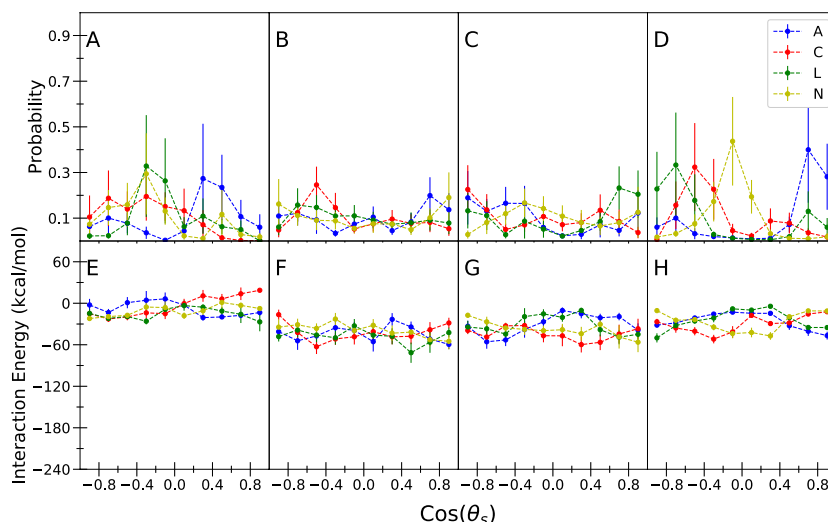 A
B
C
D
A
C
L
N
Probability
0.9
0.7
0.5
0.3
0.1
E
F
G
H
Interaction Energy (kcal/mol)
60
0
−60
−120
−180
−240
−0.8 −0.4 0.0 0.4 0.8 −0.8 −0.4 0.0 0.4 0.8 −0.8 −0.4 0.0 0.4 0.8 −0.8 −0.4 0.0 0.4 0.8
Cos(θs)